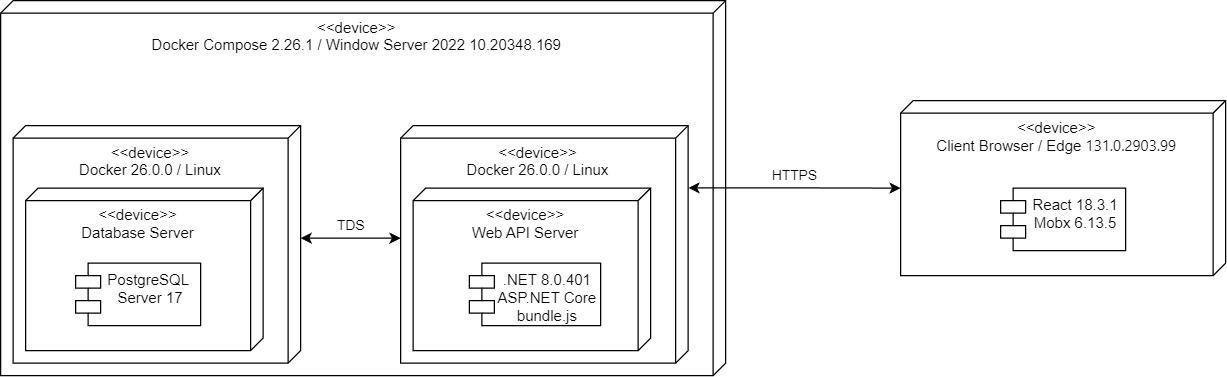 <<device>>
Docker Compose 2.26.1 / Window Server 2022 10.20348.169
<<device>>
Docker 26.0.0 / Linux
<<device>>
Database Server
PostgreSQL
Server 17
TDS
<<device>>
Docker 26.0.0 / Linux
<<device>>
Web API Server
.NET 8.0.401
ASP.NET Core
bundle.js
HTTPS
<<device>>
Client Browser / Edge 131.0.2903.99
React 18.3.1
Mobx 6.13.5